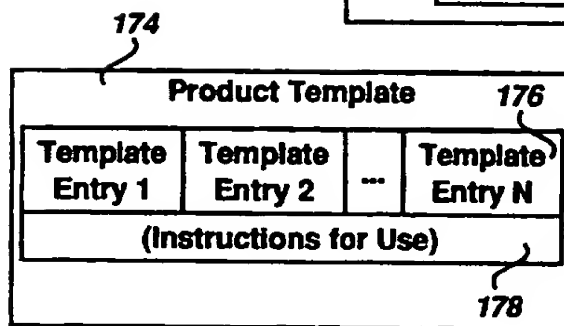 174
Product Template 176
Template Template ... Template
Entry 1 Entry 2 Entry N
(Instructions for Use)
178